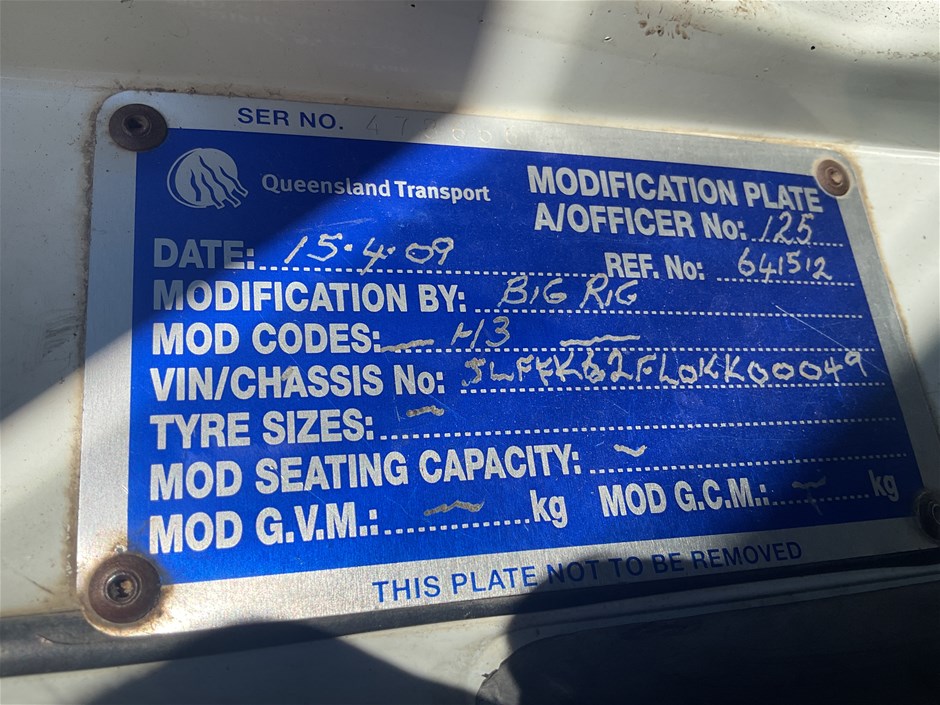 SER NO.
Queensland Transport
MODIFICATION PLATE
A/OFFICER No: 125
DATE: 15.4.09
REF. No: 641512
MODIFICATION BY: BIG RIG
MOD CODES: — H3 —
VIN/CHASSIS No:
TYRE SIZES: ~
MOD SEATING CAPACITY: ~
MOD G.V.M.: ~ kg MOD G.C.M.: ~ kg
THIS PLATE NOT TO BE REMOVED